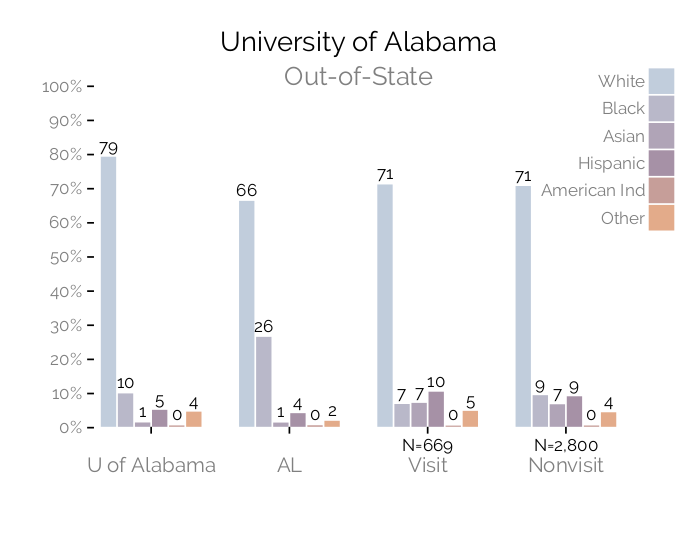 University of Alabama
Out-of-State
100%
90%
80%
70%
60%
50%
40%
30%
20%
10%
0%
White
Black
Asian
Hispanic
American Ind
Other
79
10
1
5
0
4
66
26
1
4
0
2
71
7
7
10
0
5
71
9
7
9
0
4
N=669
N=2,800
U of Alabama
AL
Visit
Nonvisit